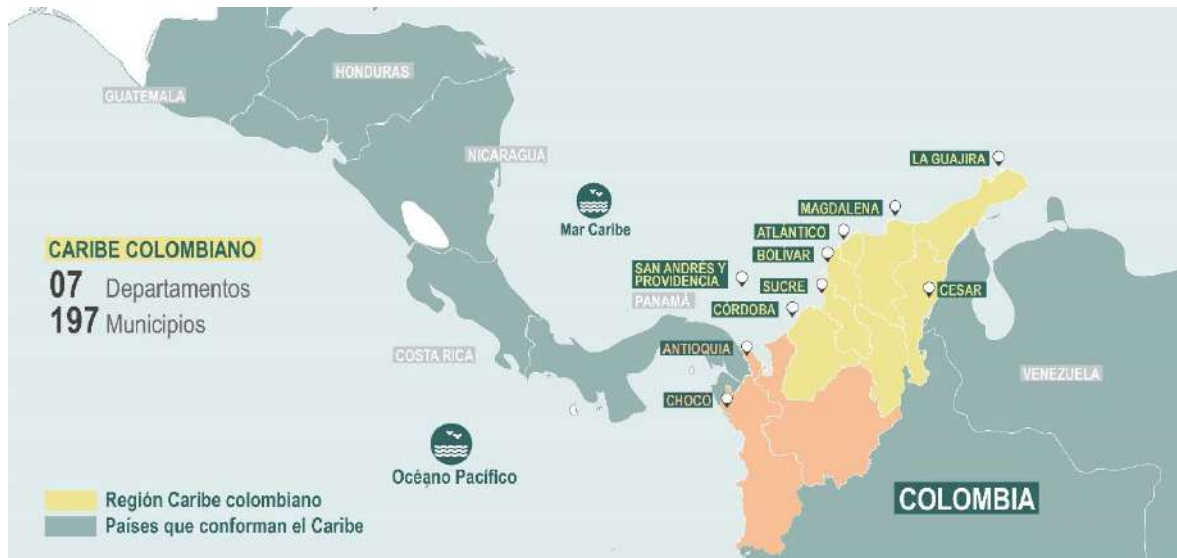 HONDURAS
GUATEMALA
NICARAGUA
LA GUAJIRA
Mar Caribe
MAGDALENA
ATLÁNTICO
BOLÍVAR
CARIBE COLOMBIANO
07 Departamentos
197 Municipios
SAN ANDRÉS Y
PROVIDENCIA
SUCRE
CESAR
PANAMÁ
CÓRDOBA
ANTIOQUIA
COSTA RICA
VENEZUELA
CHOCO
Océano Pacífico
COLOMBIA
Región Caribe colombiano
Países que conforman el Caribe